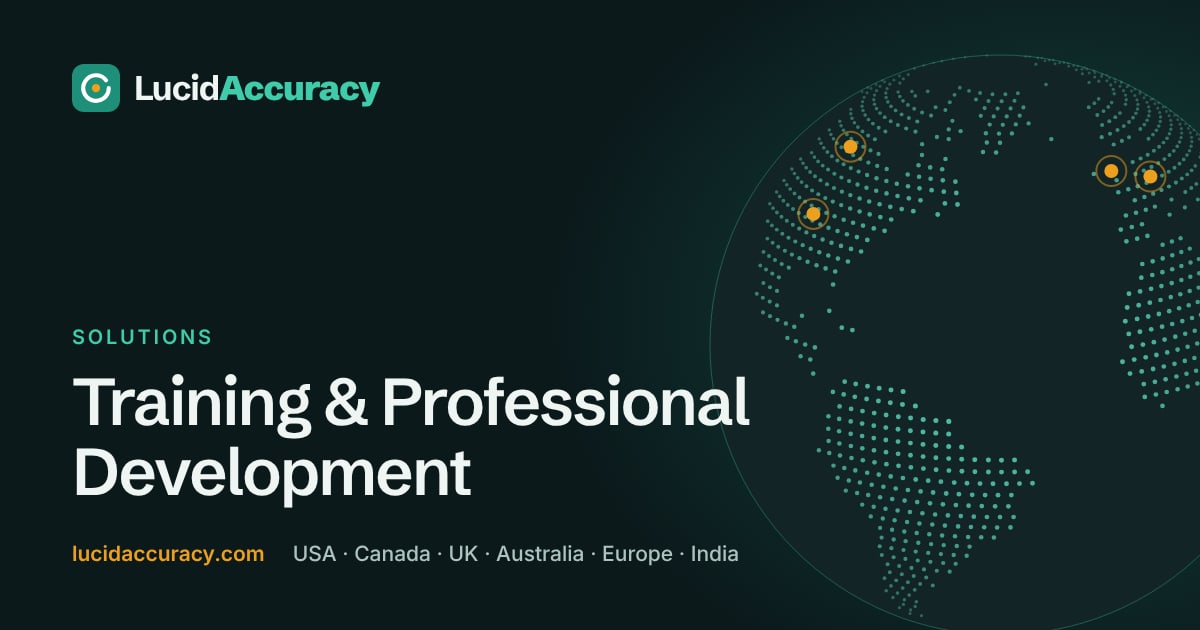 LucidAccuracy
SOLUTIONS
Training & Professional
Development
lucidaccuracy.com USA · Canada · UK · Australia · Europe · India